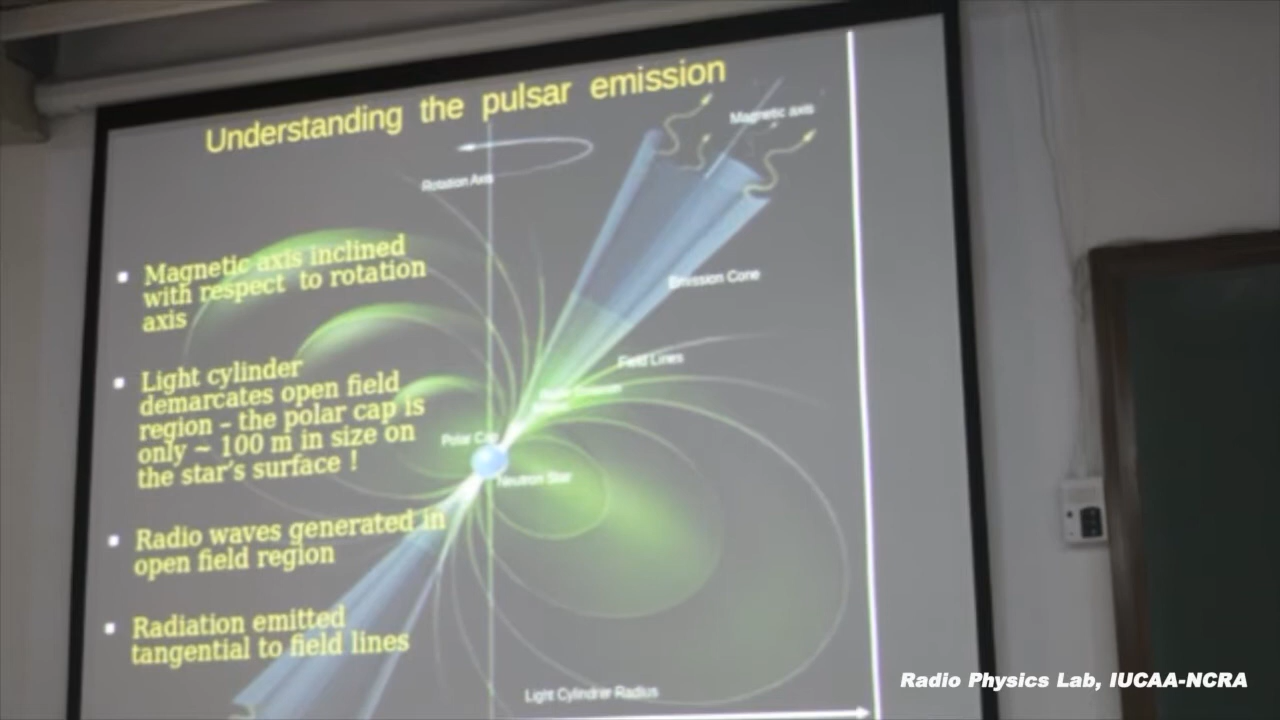 Understanding the pulsar emission
Magnetic axis
Rotation Axis
▪ Magnetic axis inclined
with respect to rotation
axis
Emission Cone
Field Lines
▪ Light cylinder
demarcates open field
region – the polar cap is
only ~ 100 m in size on
the star's surface !
Polar Cap
Neutron Star
▪ Radio waves generated in
open field region
▪ Radiation emitted
tangential to field lines
Light Cylindrer Radius
Radio Physics Lab, IUCAA-NCRA